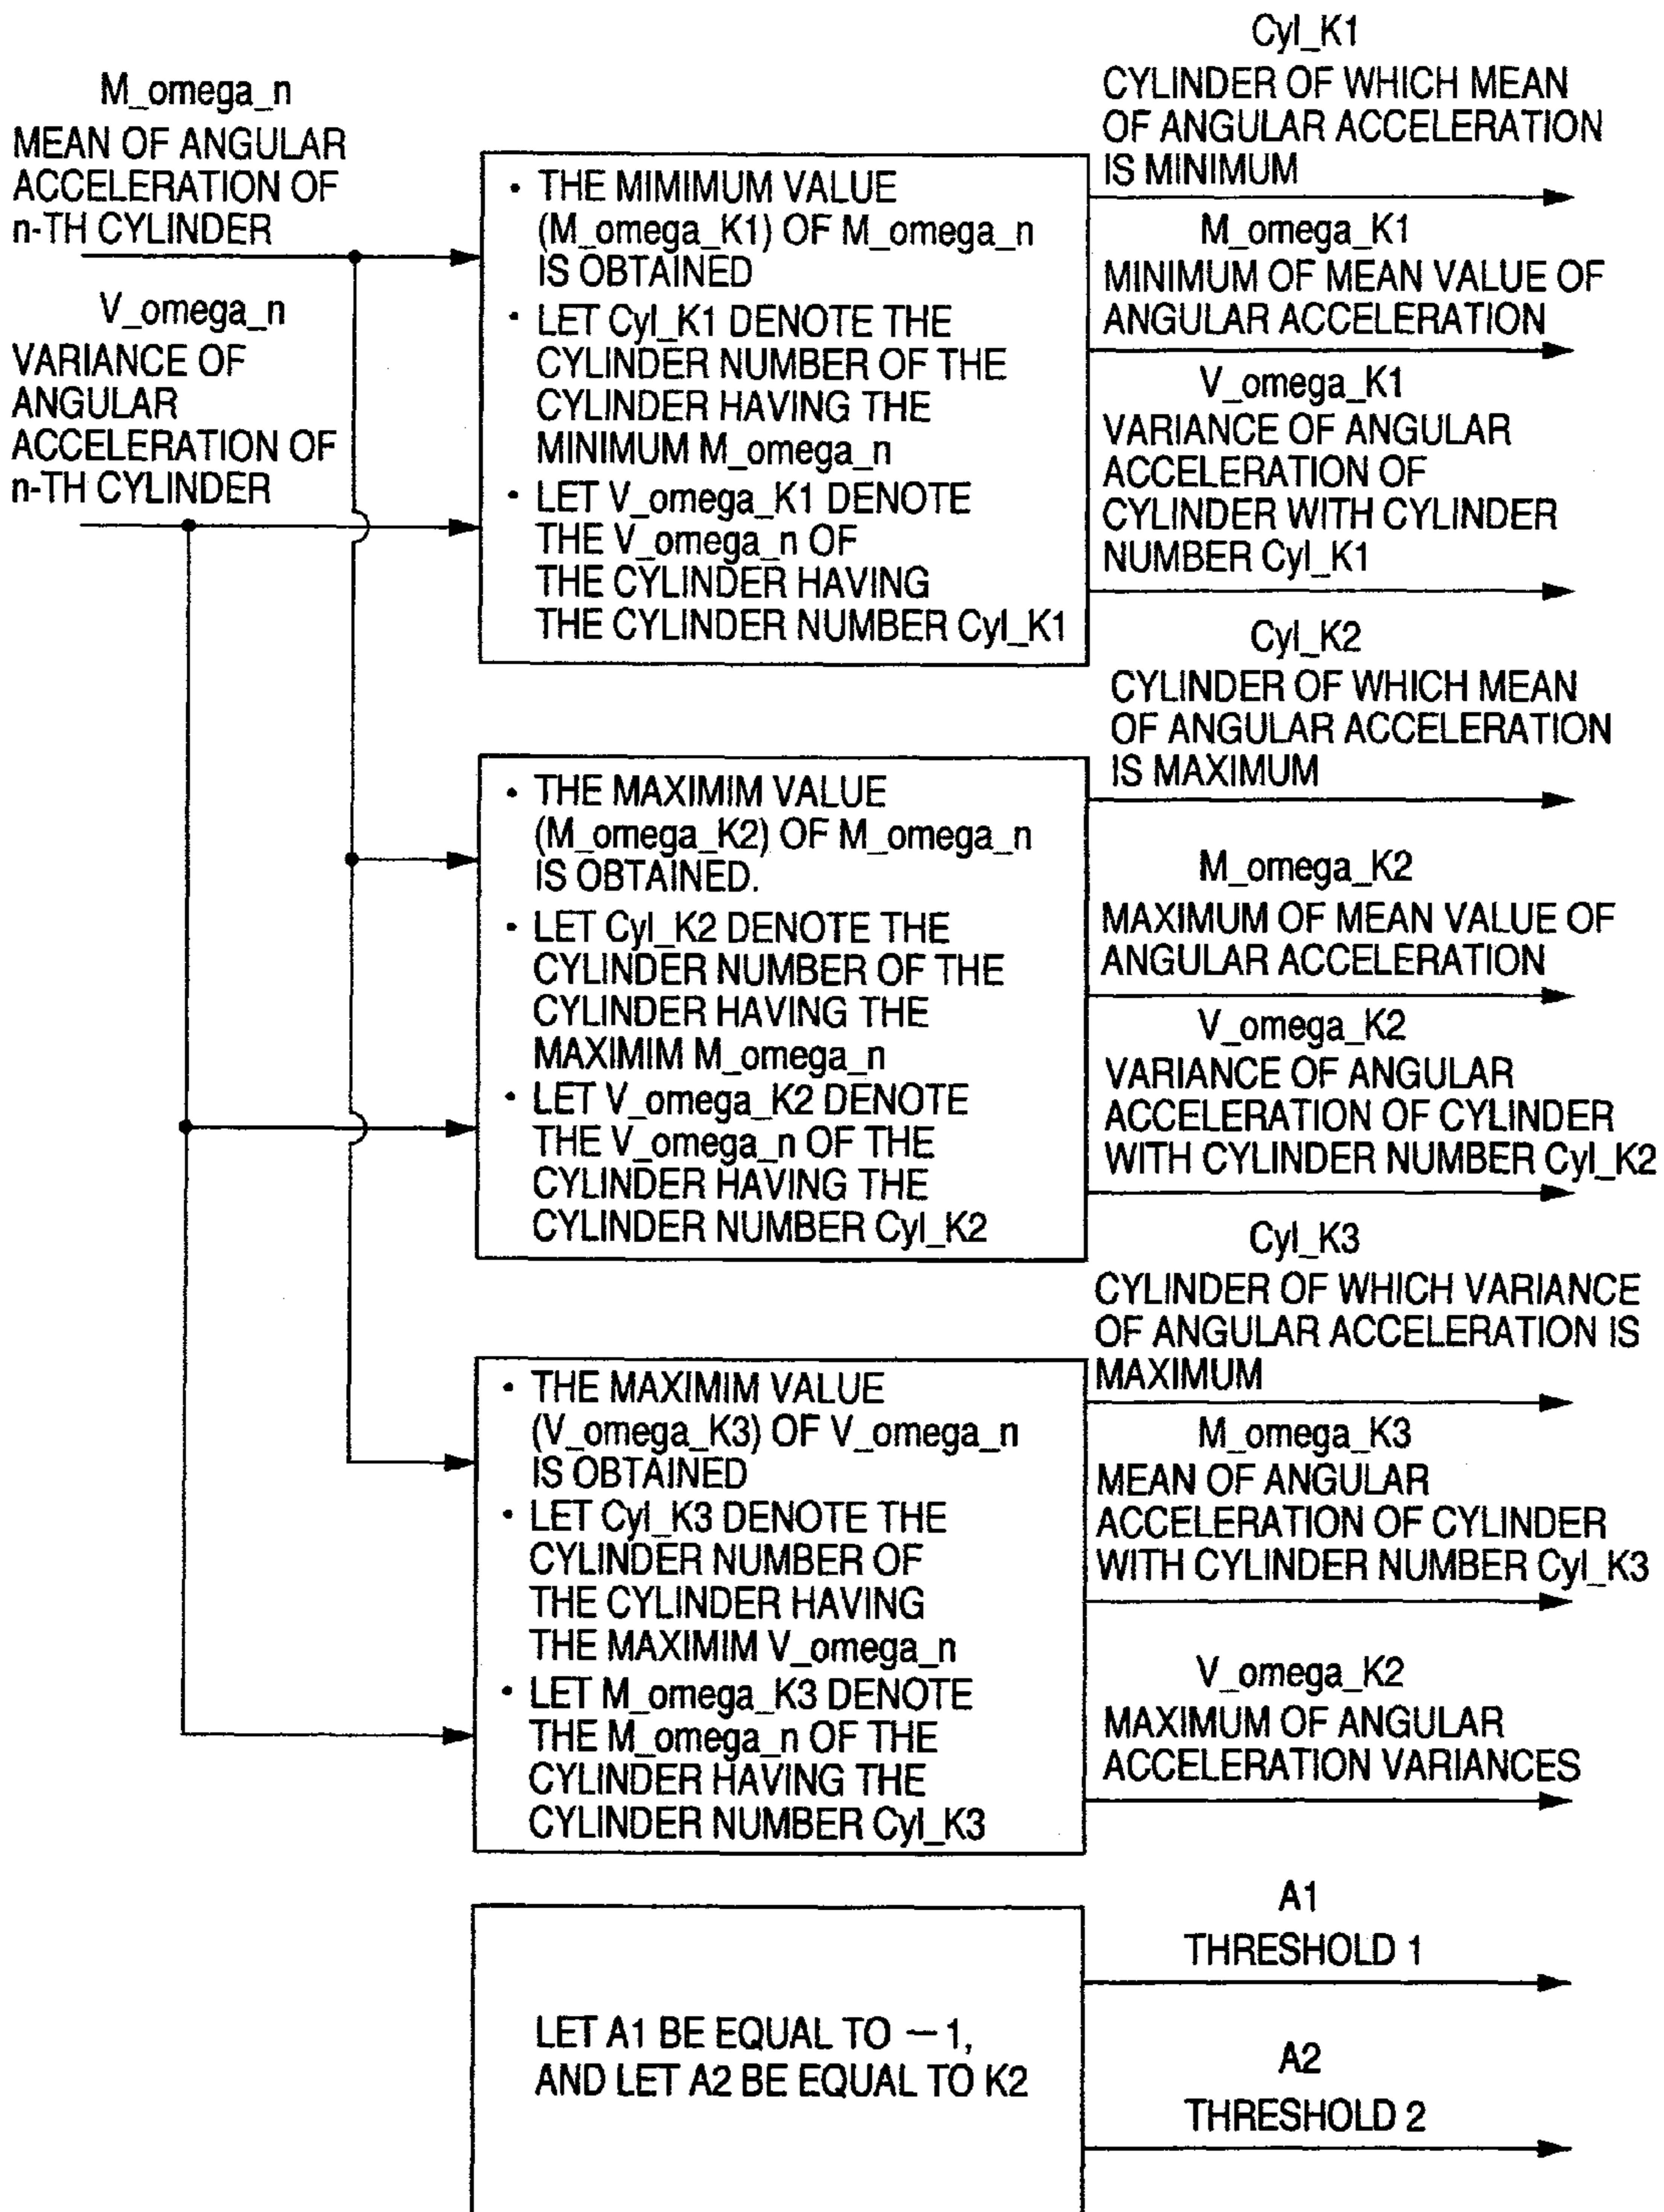 M_omega_n
MEAN OF ANGULAR
ACCELERATION OF
n-TH CYLINDER
V_omega_n
VARIANCE OF
ANGULAR
ACCELERATION OF
n-TH CYLINDER
• THE MIMIMUM VALUE
(M_omega_K1) OF M_omega_n
IS OBTAINED
• LET Cyl_K1 DENOTE THE
CYLINDER NUMBER OF THE
CYLINDER HAVING THE
MINIMUM M_omega_n
• LET V_omega_K1 DENOTE
THE V_omega_n OF
THE CYLINDER HAVING
THE CYLINDER NUMBER Cyl_K1
Cyl_K1
CYLINDER OF WHICH MEAN
OF ANGULAR ACCELERATION
IS MINIMUM
M_omega_K1
MINIMUM OF MEAN VALUE OF
ANGULAR ACCELERATION
V_omega_K1
VARIANCE OF ANGULAR
ACCELERATION OF
CYLINDER WITH CYLINDER
NUMBER Cyl_K1
• THE MAXIMIM VALUE
(M_omega_K2) OF M_omega_n
IS OBTAINED.
• LET Cyl_K2 DENOTE THE
CYLINDER NUMBER OF THE
CYLINDER HAVING THE
MAXIMIM M_omega_n
• LET V_omega_K2 DENOTE
THE V_omega_n OF THE
CYLINDER HAVING THE
CYLINDER NUMBER Cyl_K2
Cyl_K2
CYLINDER OF WHICH MEAN
OF ANGULAR ACCELERATION
IS MAXIMUM
M_omega_K2
MAXIMUM OF MEAN VALUE OF
ANGULAR ACCELERATION
V_omega_K2
VARIANCE OF ANGULAR
ACCELERATION OF CYLINDER
WITH CYLINDER NUMBER Cyl_K2
• THE MAXIMIM VALUE
(V_omega_K3) OF V_omega_n
IS OBTAINED
• LET Cyl_K3 DENOTE THE
CYLINDER NUMBER OF
THE CYLINDER HAVING
THE MAXIMIM V_omega_n
• LET M_omega_K3 DENOTE
THE M_omega_n OF THE
CYLINDER HAVING THE
CYLINDER NUMBER Cyl_K3
Cyl_K3
CYLINDER OF WHICH VARIANCE
OF ANGULAR ACCELERATION IS
MAXIMUM
M_omega_K3
MEAN OF ANGULAR
ACCELERATION OF CYLINDER
WITH CYLINDER NUMBER Cyl_K3
V_omega_K2
MAXIMUM OF ANGULAR
ACCELERATION VARIANCES
LET A1 BE EQUAL TO −1,
AND LET A2 BE EQUAL TO K2
A1
THRESHOLD 1
A2
THRESHOLD 2